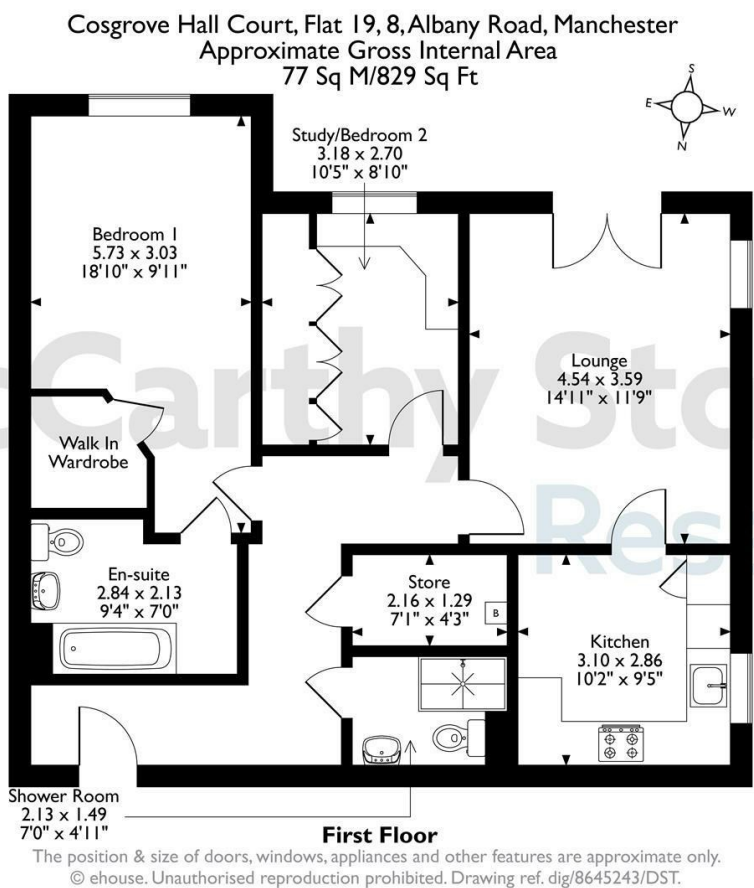 Cosgrove Hall Court, Flat 19, 8, Albany Road, Manchester
Approximate Gross Internal Area
77 Sq M/829 Sq Ft
S
E
W
N
Study/Bedroom 2
3.18 x 2.70
10'5" x 8'10"
Bedroom 1
5.73 x 3.03
18'10" x 9'11"
Lounge
4.54 x 3.59
14'11" x 11'9"
Carthy Sto
Walk In
Wardrobe
Res
En-suite
2.84 x 2.13
9'4" x 7'0"
Store
2.16 x 1.29
7'1" x 4'3"
B
Kitchen
3.10 x 2.86
10'2" x 9'5"
Shower Room
2.13 x 1.49
7'0" x 4'11"
First Floor
The position & size of doors, windows, appliances and other features are approximate only.
© ehouse. Unauthorised reproduction prohibited. Drawing ref. dig/8645243/DST.